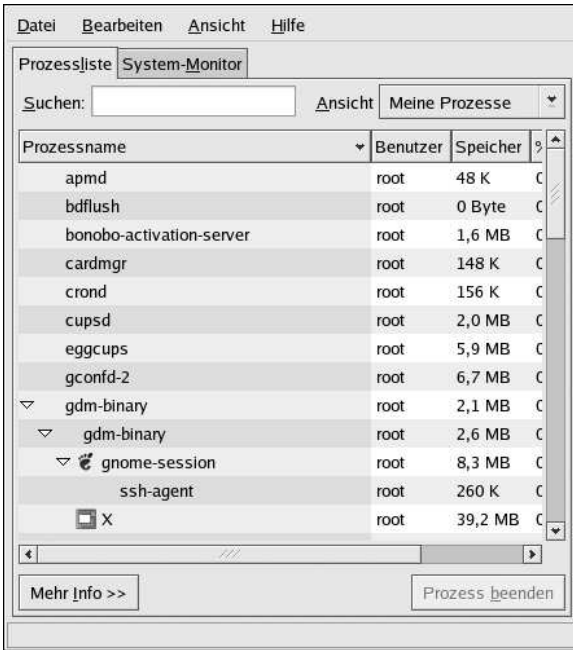 Datei Bearbeiten Ansicht Hilfe
Prozessliste System-Monitor
Suchen: Ansicht Meine Prozesse
Prozessname Benutzer Speicher %
apmd root 48 K
bdflush root 0 Byte
bonobo-activation-server root 1,6 MB
cardmgr root 148 K
crond root 156 K
cupsd root 2,0 MB
eggcups root 5,9 MB
gconfd-2 root 6,7 MB
gdm-binary root 2,1 MB
gdm-binary root 2,6 MB
gnome-session root 8,3 MB
ssh-agent root 260 K
X root 39,2 MB
Mehr Info >> Prozess beenden